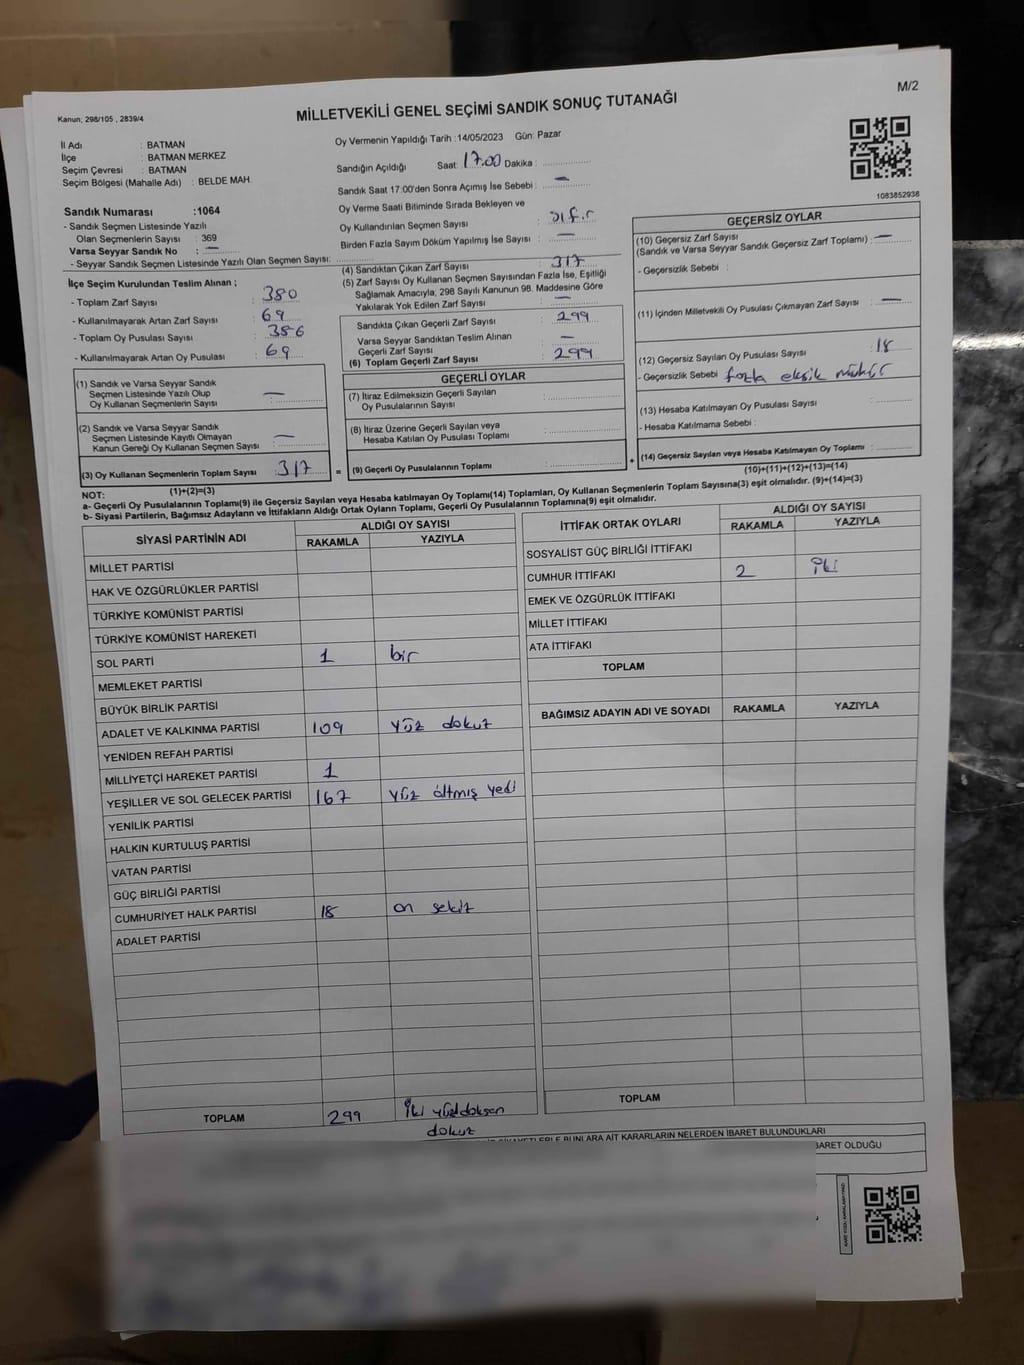 M/2
MİLLETVEKİLİ GENEL SEÇİMİ SANDIK SONUÇ TUTANAĞI
Kanun; 298/105 , 2839/4
İl Adı : BATMAN
İlçe : BATMAN MERKEZ
Seçim Çevresi : BATMAN
Seçim Bölgesi (Mahalle Adı) : BELDE MAH.
Sandık Numarası :1064
- Sandık Seçmen Listesinde Yazılı
Olan Seçmenlerin Sayısı : 369
Varsa Seyyar Sandık No : —
- Seyyar Sandık Seçmen Listesinde Yazılı Olan Seçmen Sayısı:
Oy Vermenin Yapıldığı Tarih :14/05/2023 Gün: Pazar
Sandığın Açıldığı Saat: 17.00 Dakika :
Sandık Saat 17:00'den Sonra Açımış İse Sebebi : —
Oy Verme Saati Bitiminde Sırada Bekleyen ve
Oy Kullandırılan Seçmen Sayısı : sıfır
Birden Fazla Sayım Döküm Yapılmış İse Sayısı : —
1083852938
İlçe Seçim Kurulundan Teslim Alınan ;
- Toplam Zarf Sayısı : 380
- Kullanılmayarak Artan Zarf Sayısı : 69
- Toplam Oy Pusulası Sayısı : 386
- Kullanılmayarak Artan Oy Pusulası : 69
(4) Sandıktan Çıkan Zarf Sayısı : 317
(5) Zarf Sayısı Oy Kullanan Seçmen Sayısından Fazla İse, Eşitliği
Sağlamak Amacıyla, 298 Sayılı Kanunun 98. Maddesine Göre
Yakılarak Yok Edilen Zarf Sayısı : —
Sandıkta Çıkan Geçerli Zarf Sayısı : 299
Varsa Seyyar Sandıktan Teslim Alınan
Geçerli Zarf Sayısı : —
(6) Toplam Geçerli Zarf Sayısı : 299
GEÇERSİZ OYLAR
(10) Geçersiz Zarf Sayısı
(Sandık ve Varsa Seyyar Sandık Geçersiz Zarf Toplamı) : —
- Geçersizlik Sebebi :
(11) İçinden Milletvekili Oy Pusulası Çıkmayan Zarf Sayısı : —
(12) Geçersiz Sayılan Oy Pusulası Sayısı : 18
- Geçersizlik Sebebi : fazla eksik mühür
(13) Hesaba Katılmayan Oy Pusulası Sayısı :
- Hesaba Katılmama Sebebi :
(14) Geçersiz Sayılan veya Hesaba Katılmayan Oy Toplamı :
(10)+(11)+(12)+(13)=(14)
(1) Sandık ve Varsa Seyyar Sandık
Seçmen Listesinde Yazılı Olup
Oy Kullanan Seçmenlerin Sayısı : —
(2) Sandık ve Varsa Seyyar Sandık
Seçmen Listesinde Kayıtlı Olmayan
Kanun Gereği Oy Kullanan Seçmen Sayısı : —
(3) Oy Kullanan Seçmenlerin Toplam Sayısı : 317
(1)+(2)=(3)
GEÇERLİ OYLAR
(7) İtiraz Edilmeksizin Geçerli Sayılan
Oy Pusulalarının Sayısı :
(8) İtiraz Üzerine Geçerli Sayılan veya
Hesaba Katılan Oy Pusulası Toplamı :
= (9) Geçerli Oy Pusulalarının Toplamı : +
NOT:
a- Geçerli Oy Pusulalarının Toplamı(9) ile Geçersiz Sayılan veya Hesaba katılmayan Oy Toplamı(14) Toplamları, Oy Kullanan Seçmenlerin Toplam Sayısına(3) eşit olmalıdır. (9)+(14)=(3)
b- Siyasi Partilerin, Bağımsız Adayların ve İttifakların Aldığı Ortak Oyların Toplamı, Geçerli Oy Pusulalarının Toplamına(9) eşit olmalıdır.
SİYASİ PARTİNİN ADI ALDIĞI OY SAYISI
RAKAMLA YAZIYLA
MİLLET PARTİSİ
HAK VE ÖZGÜRLÜKLER PARTİSİ
TÜRKİYE KOMÜNİST PARTİSİ
TÜRKİYE KOMÜNİST HAREKETİ
SOL PARTİ 1 bir
MEMLEKET PARTİSİ
BÜYÜK BİRLİK PARTİSİ
ADALET VE KALKINMA PARTİSİ 109 yüz dokuz
YENİDEN REFAH PARTİSİ
MİLLİYETÇİ HAREKET PARTİSİ 1
YEŞİLLER VE SOL GELECEK PARTİSİ 167 yüz altmış yedi
YENİLİK PARTİSİ
HALKIN KURTULUŞ PARTİSİ
VATAN PARTİSİ
GÜÇ BİRLİĞİ PARTİSİ
CUMHURİYET HALK PARTİSİ 18 on sekiz
ADALET PARTİSİ
TOPLAM 299 iki yüzdoksan
dokuz
İTTİFAK ORTAK OYLARI ALDIĞI OY SAYISI
RAKAMLA YAZIYLA
SOSYALİST GÜÇ BİRLİĞİ İTTİFAKI
CUMHUR İTTİFAKI 2 iki
EMEK VE ÖZGÜRLÜK İTTİFAKI
MİLLET İTTİFAKI
ATA İTTİFAKI
TOPLAM
BAĞIMSIZ ADAYIN ADI VE SOYADI RAKAMLA YAZIYLA
TOPLAM
BUNLARA AİT KARARLARIN NELERDEN İBARET BULUNDUKLARI
OLDUĞU